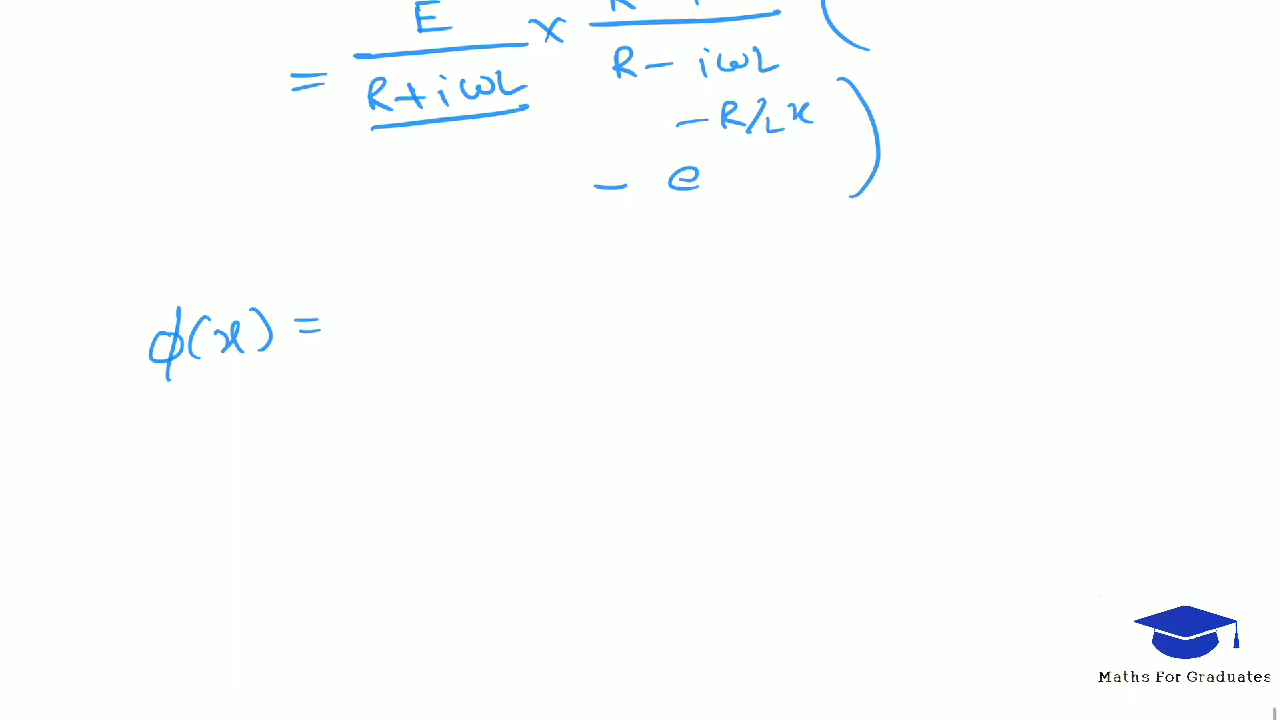 E
= ――― ×
R+iωL R - iωL
- e^{-R/L x} )
φ(x) =
Maths For Graduates